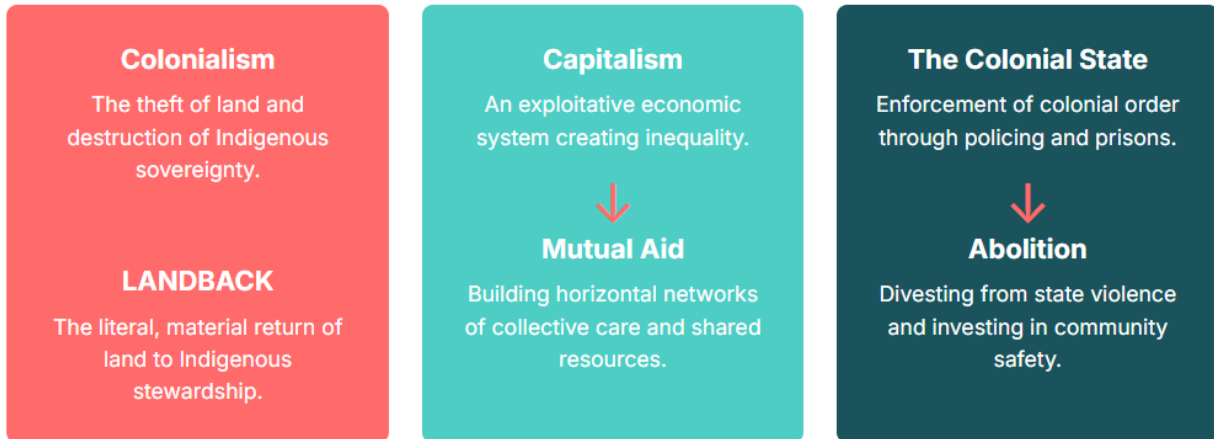 Colonialism
The theft of land and
destruction of Indigenous
sovereignty.
LANDBACK
The literal, material return of
land to Indigenous
stewardship.
Capitalism
An exploitative economic
system creating inequality.
Mutual Aid
Building horizontal networks
of collective care and shared
resources.
The Colonial State
Enforcement of colonial order
through policing and prisons.
Abolition
Divesting from state violence
and investing in community
safety.